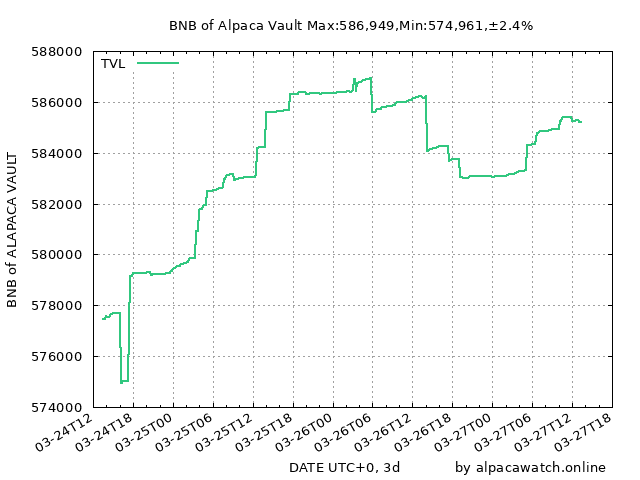 BNB of Alpaca Vault Max:586,949,Min:574,961,±2.4%
588000
TVL
586000
584000
582000
580000
578000
576000
574000
BNB of ALAPACA VAULT
03-24T12
03-24T18
03-25T00
03-25T06
03-25T12
03-25T18
03-26T00
03-26T06
03-26T12
03-26T18
03-27T00
03-27T06
03-27T12
03-27T18
DATE UTC+0, 3d
by alpacawatch.online